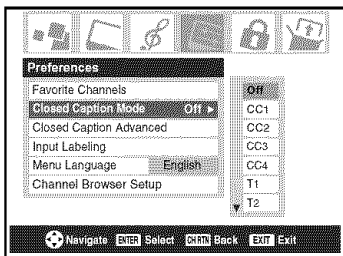 Preferences
Favorite Channels
Closed Caption Mode Off
Closed Caption Advanced
Input Labeling
Menu Language English
Channel Browser Setup
Off
CC1
CC2
CC3
CC4
T1
T2
Navigate ENTER Select CH RTN Back EXIT Exit